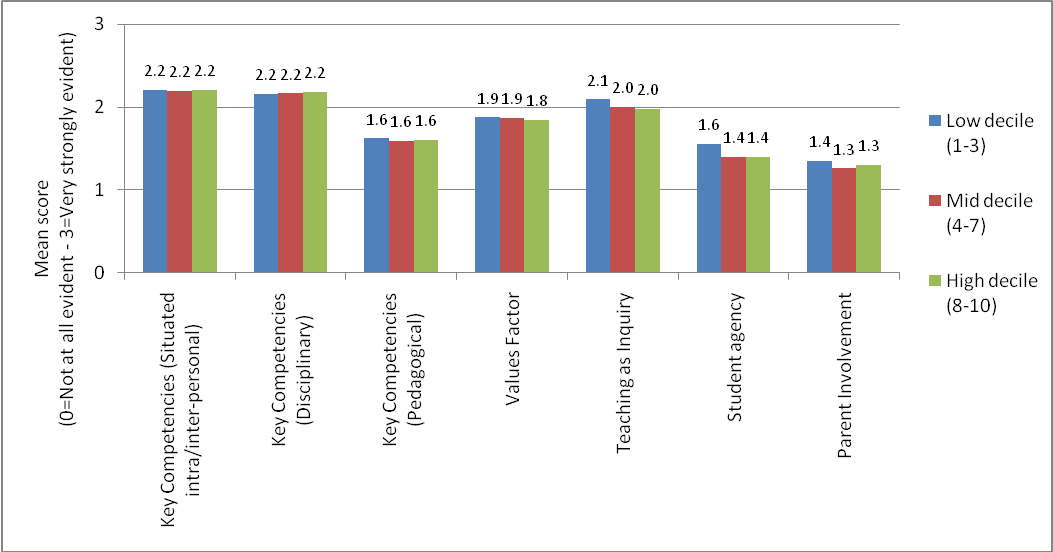 Mean score
(0=Not at all evident - 3=Very strongly evident)
3
2
1
0
2.2 2.2 2.2
2.2 2.2 2.2
1.6 1.6 1.6
1.9 1.9 1.8
2.1 2.0 2.0
1.6 1.4 1.4
1.4 1.3 1.3
Key Competencies (Situated
intra/inter-personal)
Key Competencies
(Disciplinary)
Key Competencies
(Pedagogical)
Values Factor
Teaching as Inquiry
Student agency
Parent Involvement
Low decile
(1-3)
Mid decile
(4-7)
High decile
(8-10)